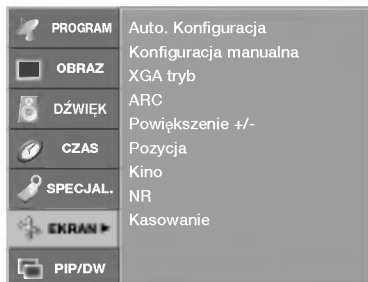 PROGRAM
OBRAZ
DŹWIĘK
CZAS
SPECJAL.
EKRAN
PIP/DW
Auto. Konfiguracja
Konfiguracja manualna
XGA tryb
ARC
Powiększenie +/-
Pozycja
Kino
NR
Kasowanie